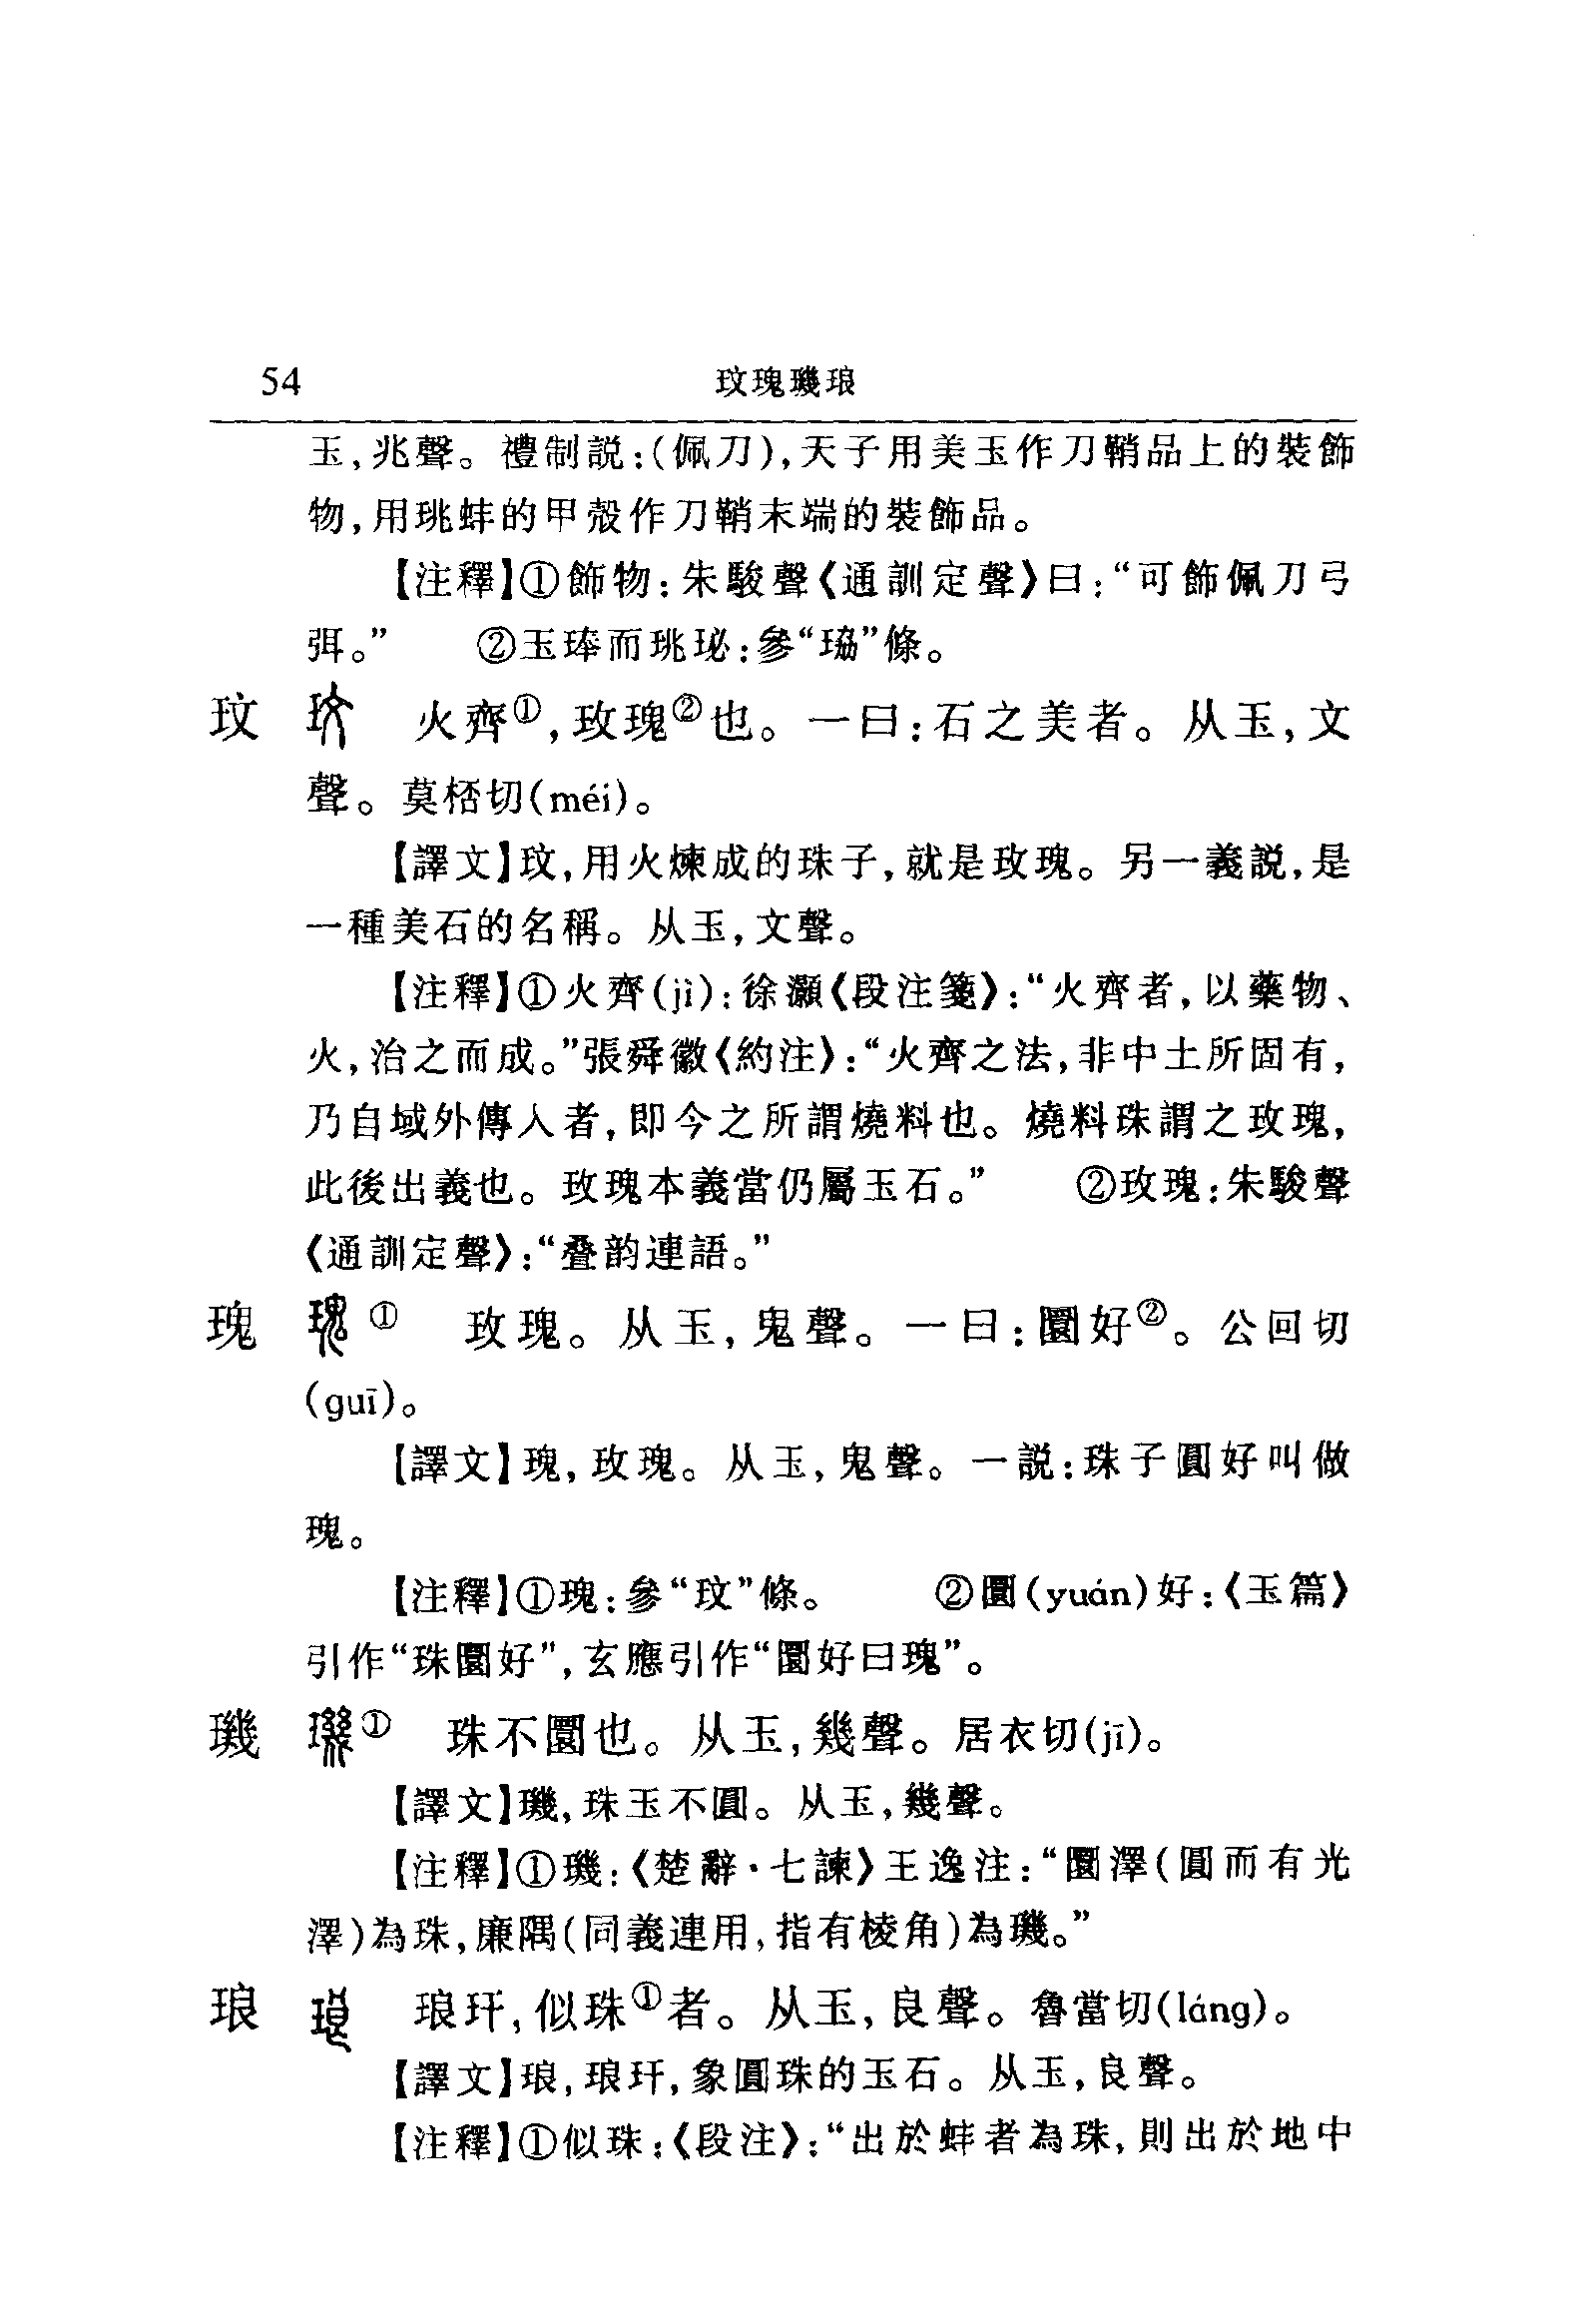 54
玟瑰璣琅
玉,兆聲。禮制説:(佩刀),天子用美玉作刀鞘品上的裝飾
物,用珧蚌的甲殼作刀鞘末端的裝飾品。
【注釋】①飾物:朱駿聲《通訓定聲》曰:“可飾佩刀弓
弭。” ②玉琫而珧珌:參“珕”條。
玟 火齊①,玫瑰②也。一曰:石之美者。从玉,文
聲。莫桮切(méi)。
【譯文】玟,用火煉成的珠子,就是玫瑰。另一義説,是
一種美石的名稱。从玉,文聲。
【注釋】①火齊(jì):徐灝《段注箋》:“火齊者,以藥物、
火,治之而成。”張舜徽《約注》:“火齊之法,非中土所固有,
乃自域外傳入者,即今之所謂燒料也。燒料珠謂之玫瑰,
此後出義也。玫瑰本義當仍屬玉石。” ②玫瑰:朱駿聲
《通訓定聲》:“叠韵連語。”
瑰 ① 玫瑰。从玉,鬼聲。一曰:圜好②。公回切
(guī)。
【譯文】瑰,玫瑰。从玉,鬼聲。一説:珠子圓好叫做
瑰。
【注釋】①瑰:參“玟”條。 ②圜(yuán)好:《玉篇》
引作“珠圜好”,玄應引作“圜好曰瑰”。
璣 ① 珠不圜也。从玉,幾聲。居衣切(jī)。
【譯文】璣,珠玉不圓。从玉,幾聲。
【注釋】①璣:《楚辭·七諫》王逸注:“圜澤(圓而有光
澤)為珠,廉隅(同義連用,指有棱角)為璣。”
琅 琅玕,似珠①者。从玉,良聲。魯當切(láng)。
【譯文】琅,琅玕,象圓珠的玉石。从玉,良聲。
【注釋】①似珠:《段注》:“出於蚌者為珠,則出於地中